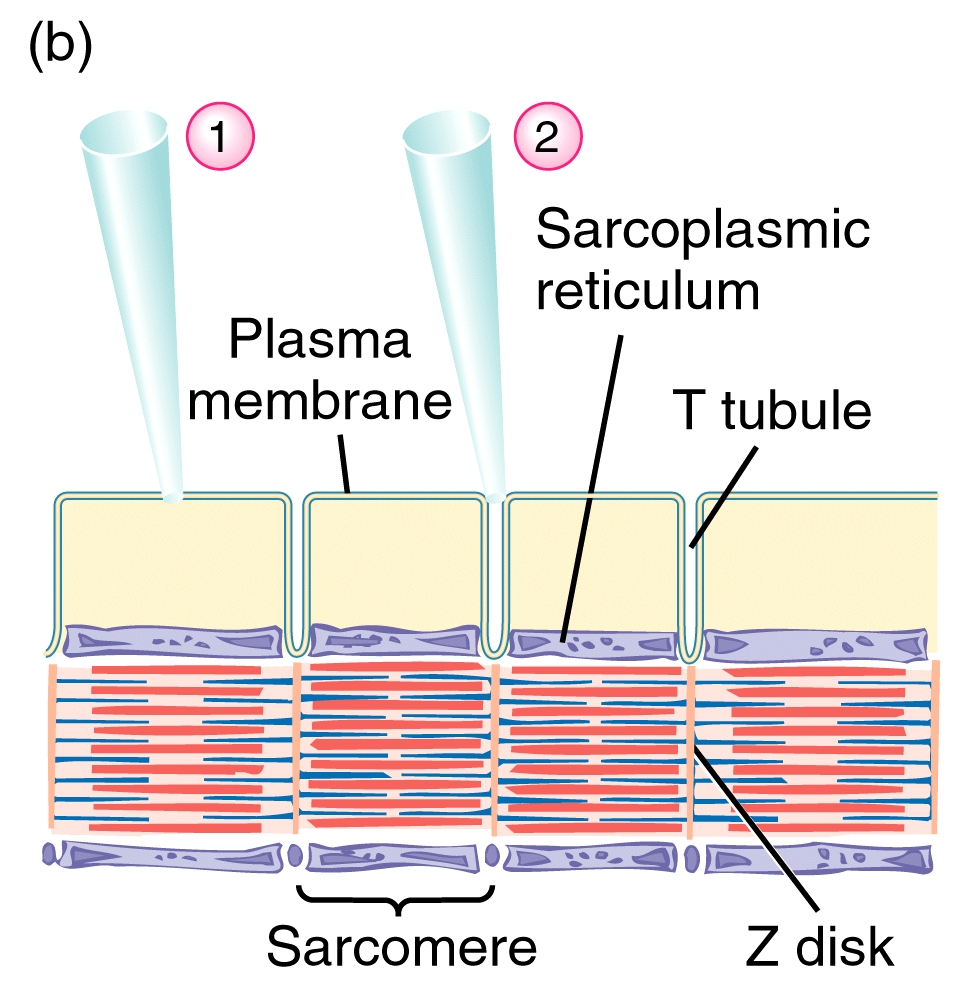 (b)
1
2
Sarcoplasmic
reticulum
Plasma
membrane
T tubule
Sarcomere
Z disk